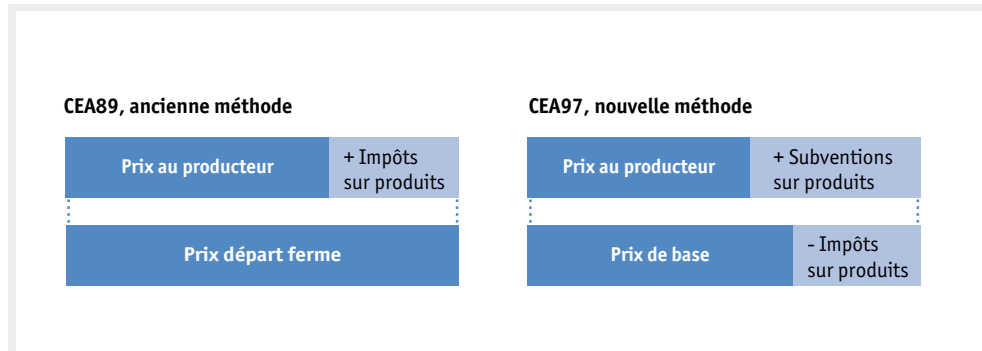 CEA89, ancienne méthode
Prix au producteur
+ Impôts
sur produits
Prix départ ferme
CEA97, nouvelle méthode
Prix au producteur
+ Subventions
sur produits
Prix de base
- Impôts
sur produits